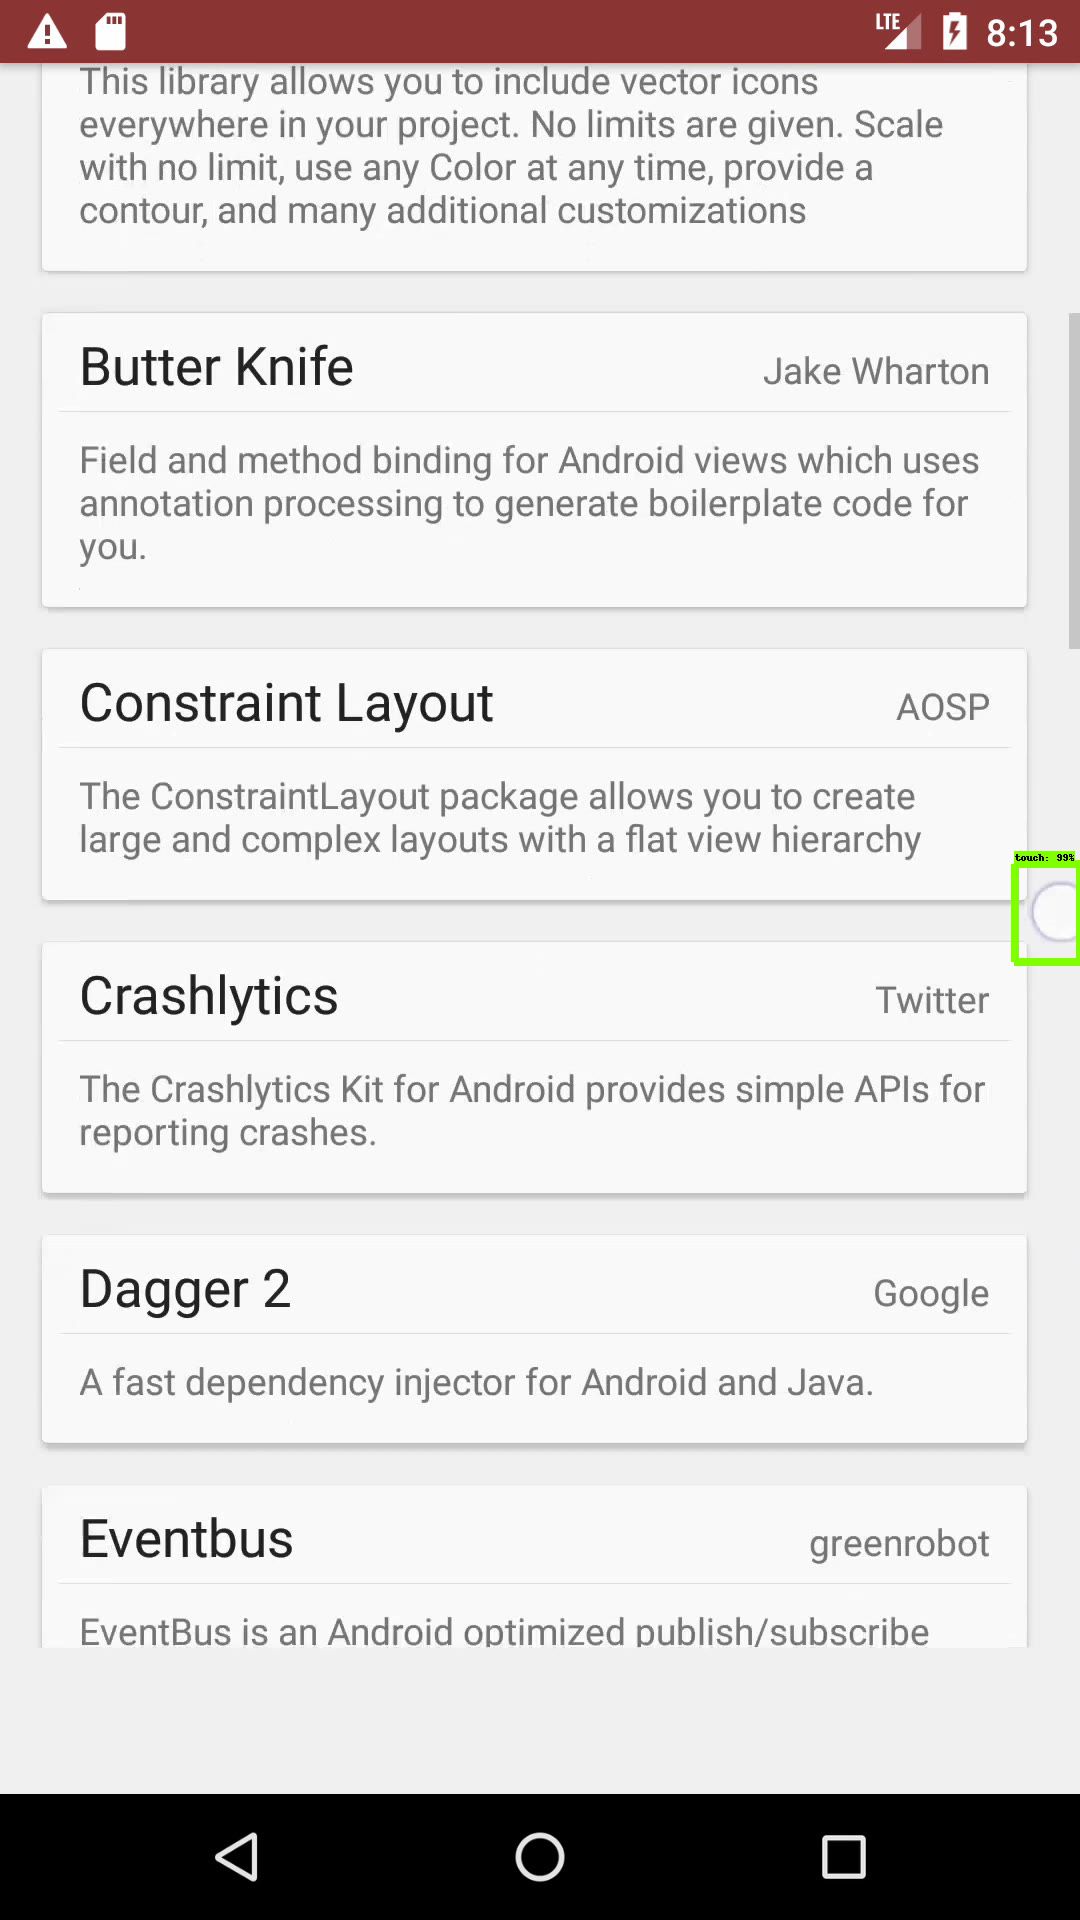 LTE 8:13
This library allows you to include vector icons
everywhere in your project. No limits are given. Scale
with no limit, use any Color at any time, provide a
contour, and many additional customizations
Butter Knife Jake Wharton
Field and method binding for Android views which uses
annotation processing to generate boilerplate code for
you.
Constraint Layout AOSP
The ConstraintLayout package allows you to create
large and complex layouts with a flat view hierarchy
touch: 99%
Crashlytics Twitter
The Crashlytics Kit for Android provides simple APIs for
reporting crashes.
Dagger 2 Google
A fast dependency injector for Android and Java.
Eventbus greenrobot
EventBus is an Android optimized publish/subscribe